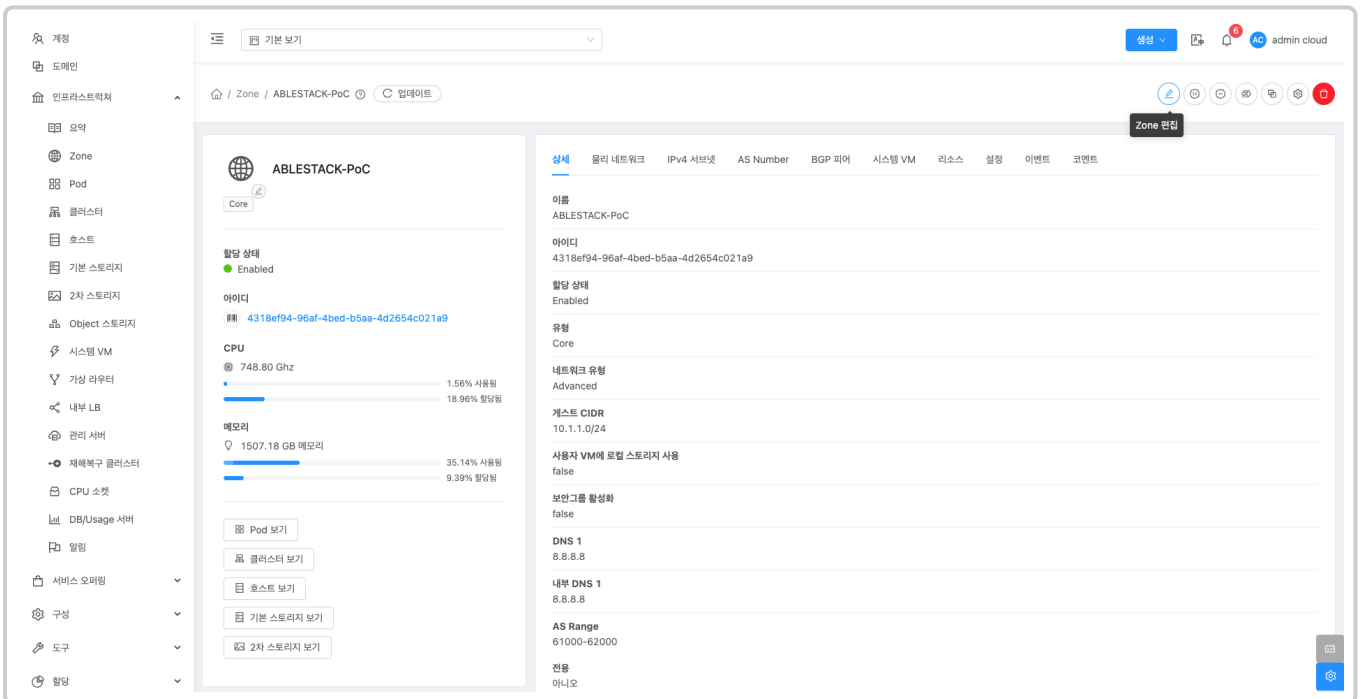 계정
도메인
인프라스트럭쳐
요약
Zone
Pod
클러스터
호스트
기본 스토리지
2차 스토리지
Object 스토리지
시스템 VM
가상 라우터
내부 LB
관리 서버
재해복구 클러스터
CPU 소켓
DB/Usage 서버
알림
서비스 오퍼링
구성
도구
할당
기본 보기
생성
6
AC admin cloud
/ Zone / ABLESTACK-PoC 업데이트
Zone 편집
ABLESTACK-PoC
Core
할당 상태
Enabled
아이디
4318ef94-96af-4bed-b5aa-4d2654c021a9
CPU
748.80 Ghz
1.56% 사용됨
18.96% 할당됨
메모리
1507.18 GB 메모리
35.14% 사용됨
9.39% 할당됨
Pod 보기
클러스터 보기
호스트 보기
기본 스토리지 보기
2차 스토리지 보기
상세 물리 네트워크 IPv4 서브넷 AS Number BGP 피어 시스템 VM 리소스 설정 이벤트 코멘트
이름
ABLESTACK-PoC
아이디
4318ef94-96af-4bed-b5aa-4d2654c021a9
할당 상태
Enabled
유형
Core
네트워크 유형
Advanced
게스트 CIDR
10.1.1.0/24
사용자 VM에 로컬 스토리지 사용
false
보안그룹 활성화
false
DNS 1
8.8.8.8
내부 DNS 1
8.8.8.8
AS Range
61000-62000
전용
아니오